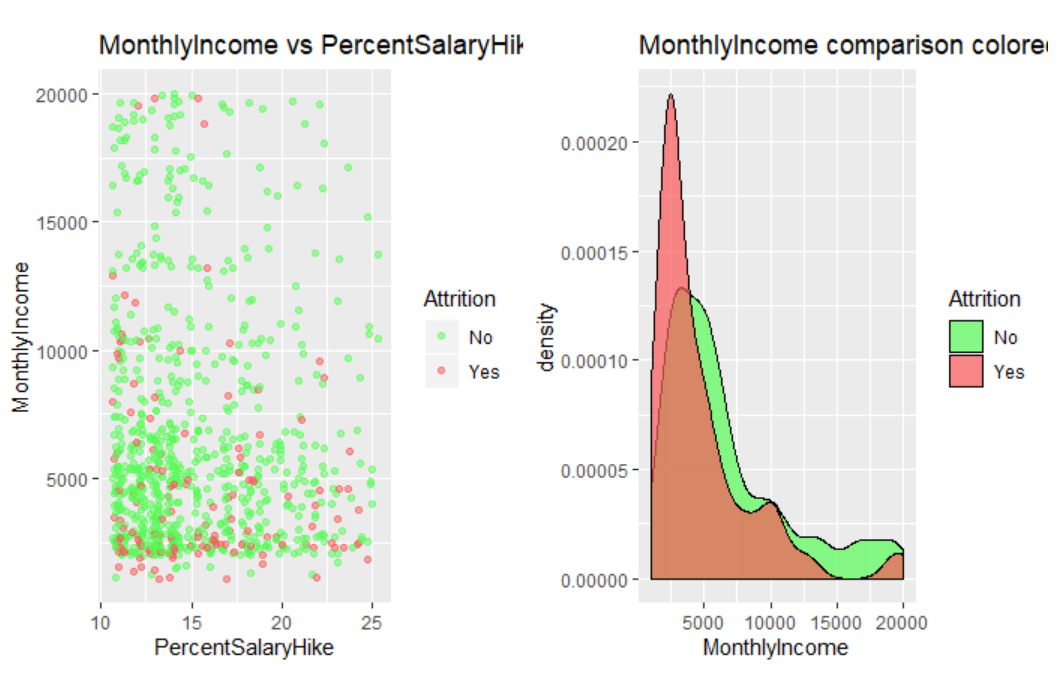 MonthlyIncome vs PercentSalaryHik
20000
15000
10000
5000
MonthlyIncome
10
15
20
25
PercentSalaryHike
Attrition
No
Yes
MonthlyIncome comparison colored
0.00020
0.00015
0.00010
0.00005
0.00000
density
5000
10000
15000
20000
MonthlyIncome
Attrition
No
Yes